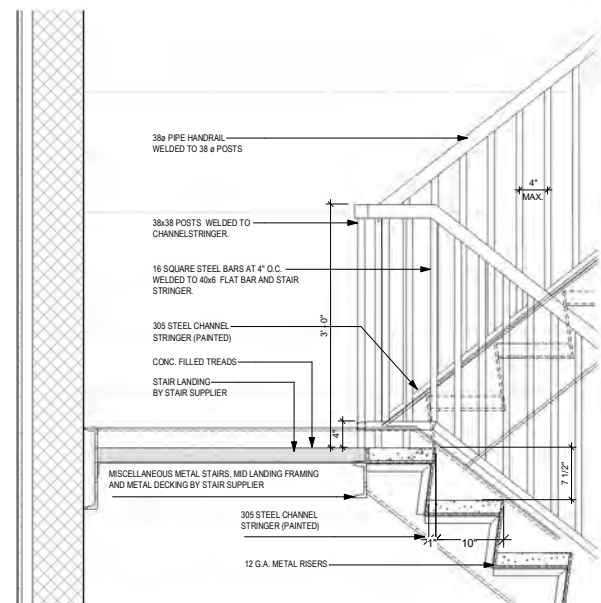 38ø PIPE HANDRAIL
WELDED TO 38 ø POSTS
4"
MAX.
38x38 POSTS WELDED TO
CHANNELSTRINGER.
16 SQUARE STEEL BARS AT 4" O.C.
WELDED TO 40x6 FLAT BAR AND STAIR
STRINGER.
3'- 0"
305 STEEL CHANNEL
STRINGER (PAINTED)
CONC. FILLED TREADS
STAIR LANDING
BY STAIR SUPPLIER
4"
MISCELLANEOUS METAL STAIRS, MID LANDING FRAMING
AND METAL DECKING BY STAIR SUPPLIER
7 1/2"
305 STEEL CHANNEL
STRINGER (PAINTED)
1"
10"
12 G.A. METAL RISERS